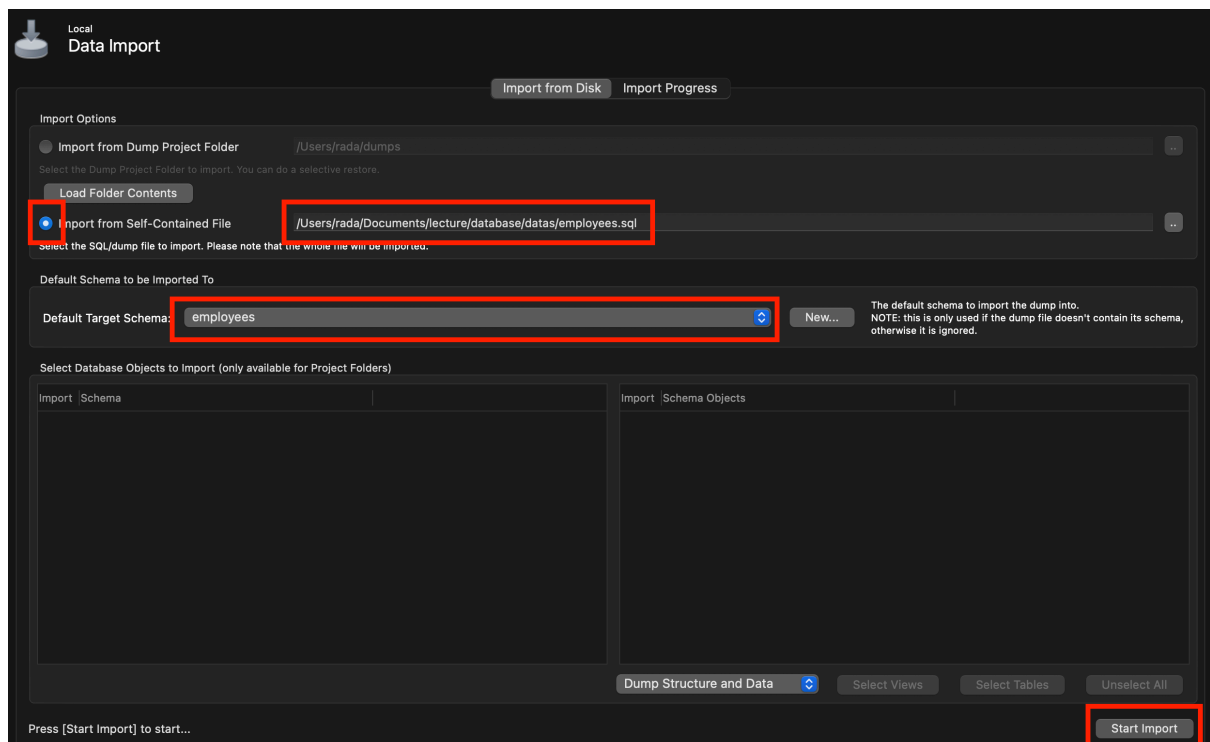 Local
Data Import
Import from Disk Import Progress
Import Options
Import from Dump Project Folder /Users/rada/dumps ..
Select the Dump Project Folder to import. You can do a selective restore.
Load Folder Contents
Import from Self-Contained File /Users/rada/Documents/lecture/database/datas/employees.sql ..
Select the SQL/dump file to import. Please note that the whole file will be imported.
Default Schema to be Imported To
Default Target Schema: employees New...
The default schema to import the dump into.
NOTE: this is only used if the dump file doesn't contain its schema,
otherwise it is ignored.
Select Database Objects to Import (only available for Project Folders)
Import Schema Import Schema Objects
Dump Structure and Data Select Views Select Tables Unselect All
Press [Start Import] to start... Start Import